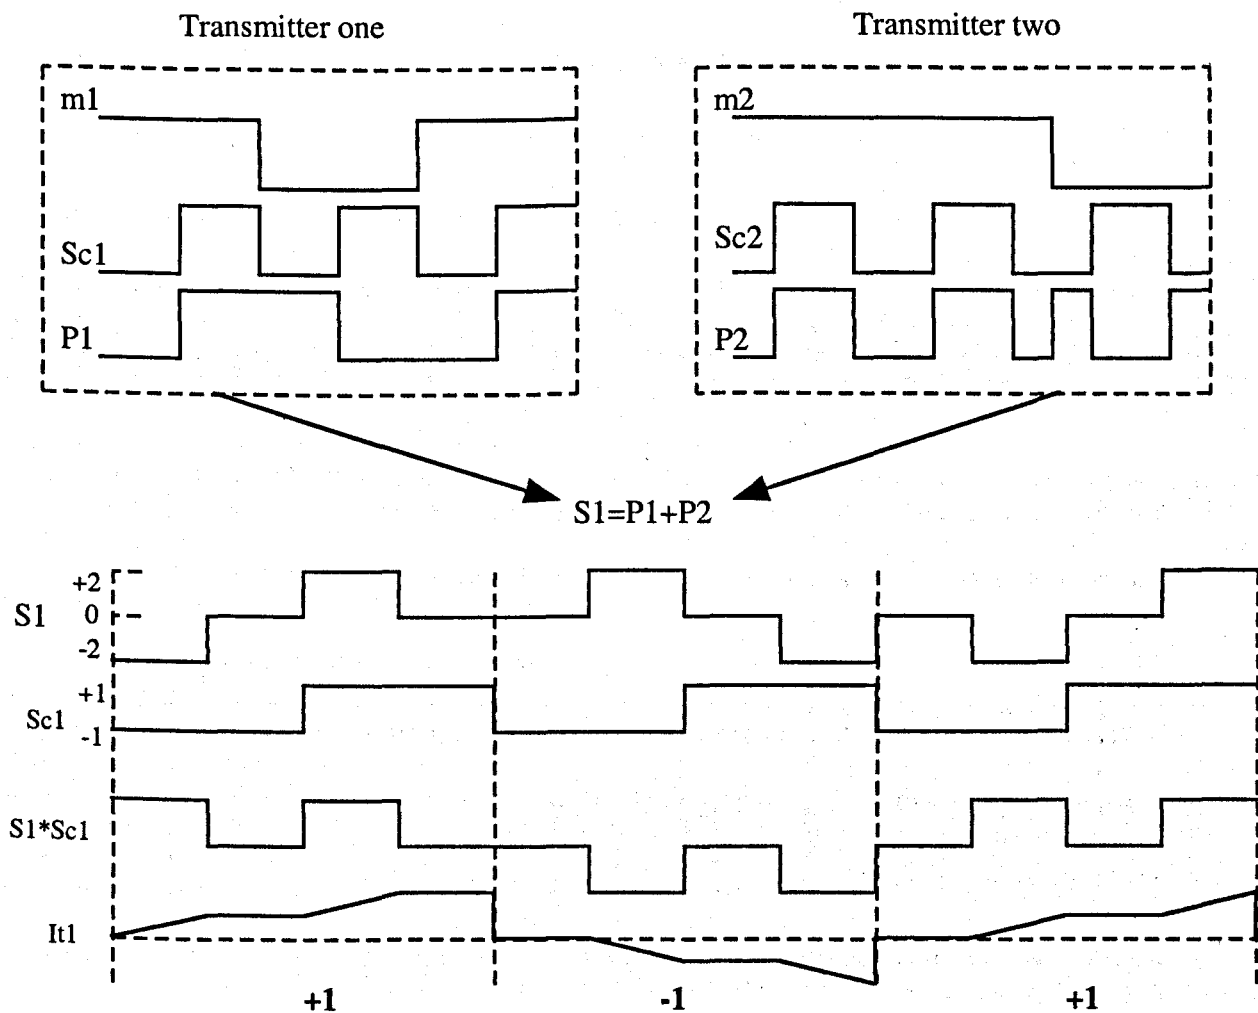 Transmitter one
Transmitter two
m1
Sc1
P1
m2
Sc2
P2
S1=P1+P2
S1
+2
0
-2
Sc1
+1
-1
S1*Sc1
It1
+1
-1
+1